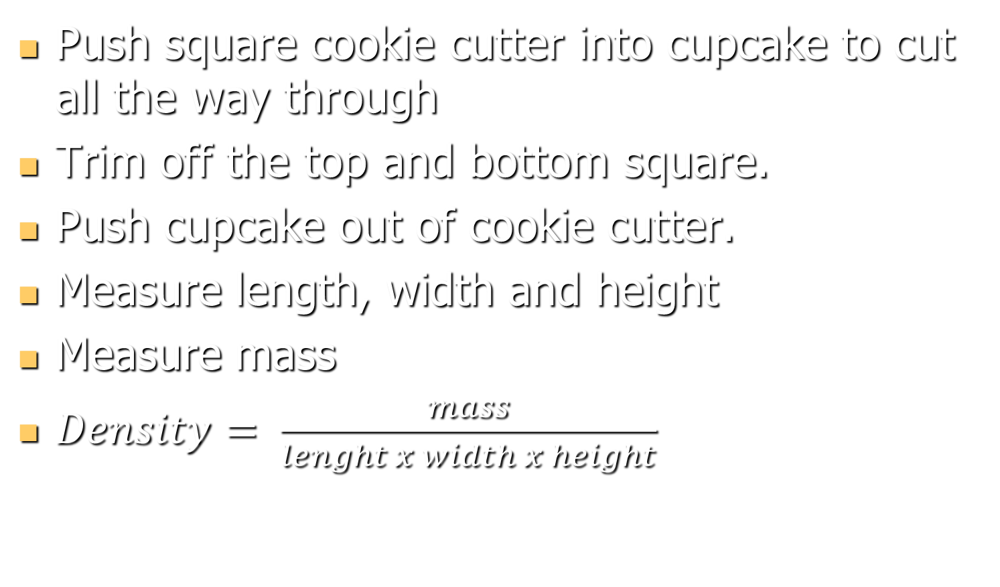 Push square cookie cutter into cupcake to cut
all the way through
Trim off the top and bottom square.
Push cupcake out of cookie cutter.
Measure length, width and height
Measure mass
Density = mass / lenght x width x height